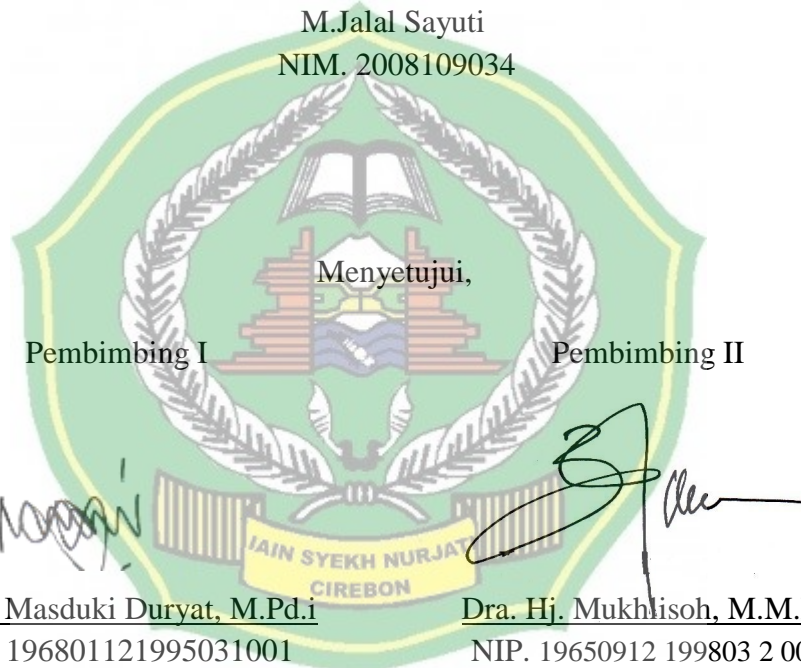 M.Jalal Sayuti
NIM. 2008109034
Menyetujui,
Pembimbing I
Pembimbing II
IAIN SYEKH NURJATI
CIREBON
Masduki Duryat, M.Pd.i
196801121995031001
Dra. Hj. Mukhlisoh, M.M.
NIP. 19650912 199803 2 00